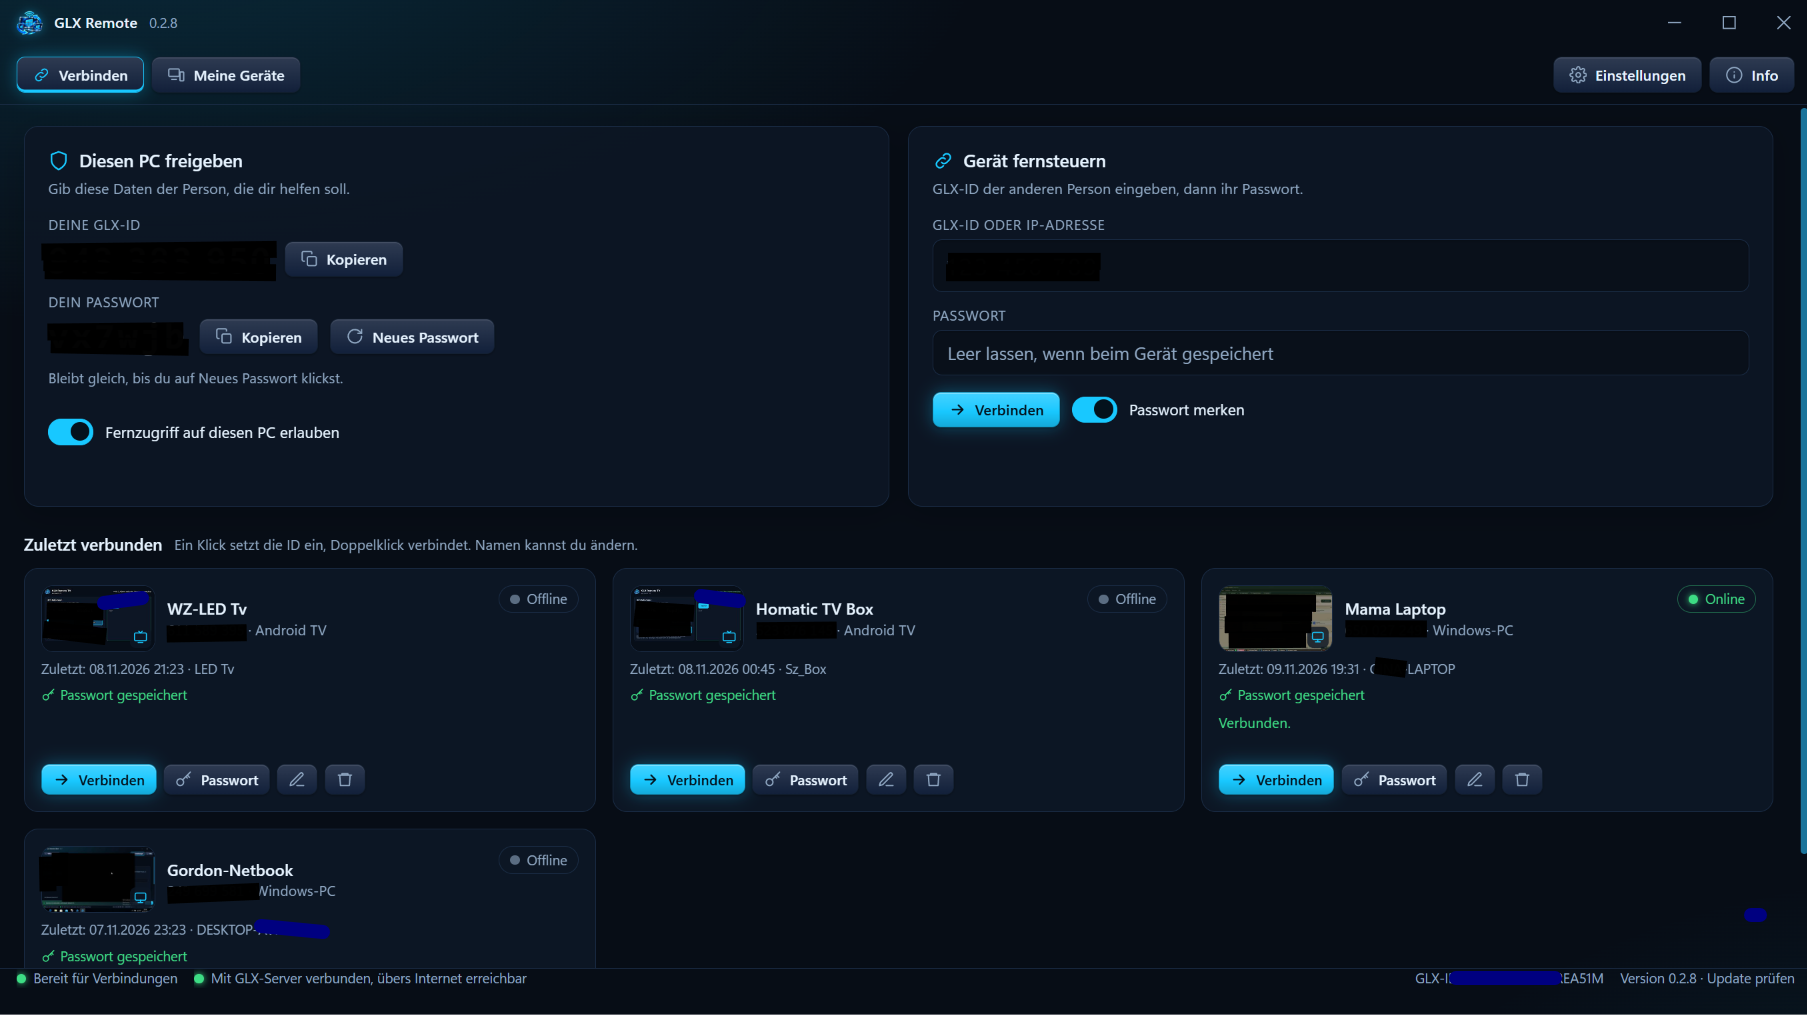 GLX Remote 0.2.8
Verbinden
Meine Geräte
Einstellungen
Info
Diesen PC freigeben
Gib diese Daten der Person, die dir helfen soll.
DEINE GLX-ID
Kopieren
DEIN PASSWORT
Kopieren
Neues Passwort
Bleibt gleich, bis du auf Neues Passwort klickst.
Fernzugriff auf diesen PC erlauben
Gerät fernsteuern
GLX-ID der anderen Person eingeben, dann ihr Passwort.
GLX-ID ODER IP-ADRESSE
PASSWORT
Leer lassen, wenn beim Gerät gespeichert
Verbinden
Passwort merken
Zuletzt verbunden Ein Klick setzt die ID ein, Doppelklick verbindet. Namen kannst du ändern.
WZ-LED Tv
Offline
· Android TV
Zuletzt: 08.11.2026 21:23 · LED Tv
Passwort gespeichert
Verbinden
Passwort
Homatic TV Box
Offline
· Android TV
Zuletzt: 08.11.2026 00:45 · Sz_Box
Passwort gespeichert
Verbinden
Passwort
Mama Laptop
Online
· Windows-PC
Zuletzt: 09.11.2026 19:31 · LAPTOP
Passwort gespeichert
Verbunden.
Verbinden
Passwort
Gordon-Netbook
Offline
Windows-PC
Zuletzt: 07.11.2026 23:23 · DESKTOP-
Passwort gespeichert
Bereit für Verbindungen
Mit GLX-Server verbunden, übers Internet erreichbar
GLX-I EA51M
Version 0.2.8 · Update prüfen